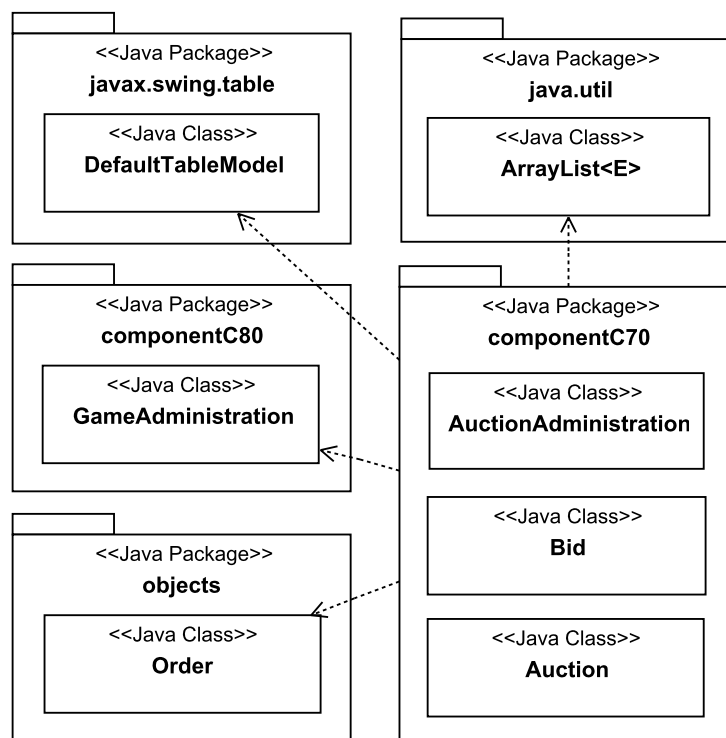 <<Java Package>>
javax.swing.table
<<Java Class>>
DefaultTableModel
<<Java Package>>
java.util
<<Java Class>>
ArrayList<E>
<<Java Package>>
componentC80
<<Java Class>>
GameAdministration
<<Java Package>>
componentC70
<<Java Class>>
AuctionAdministration
<<Java Class>>
Bid
<<Java Class>>
Auction
<<Java Package>>
objects
<<Java Class>>
Order